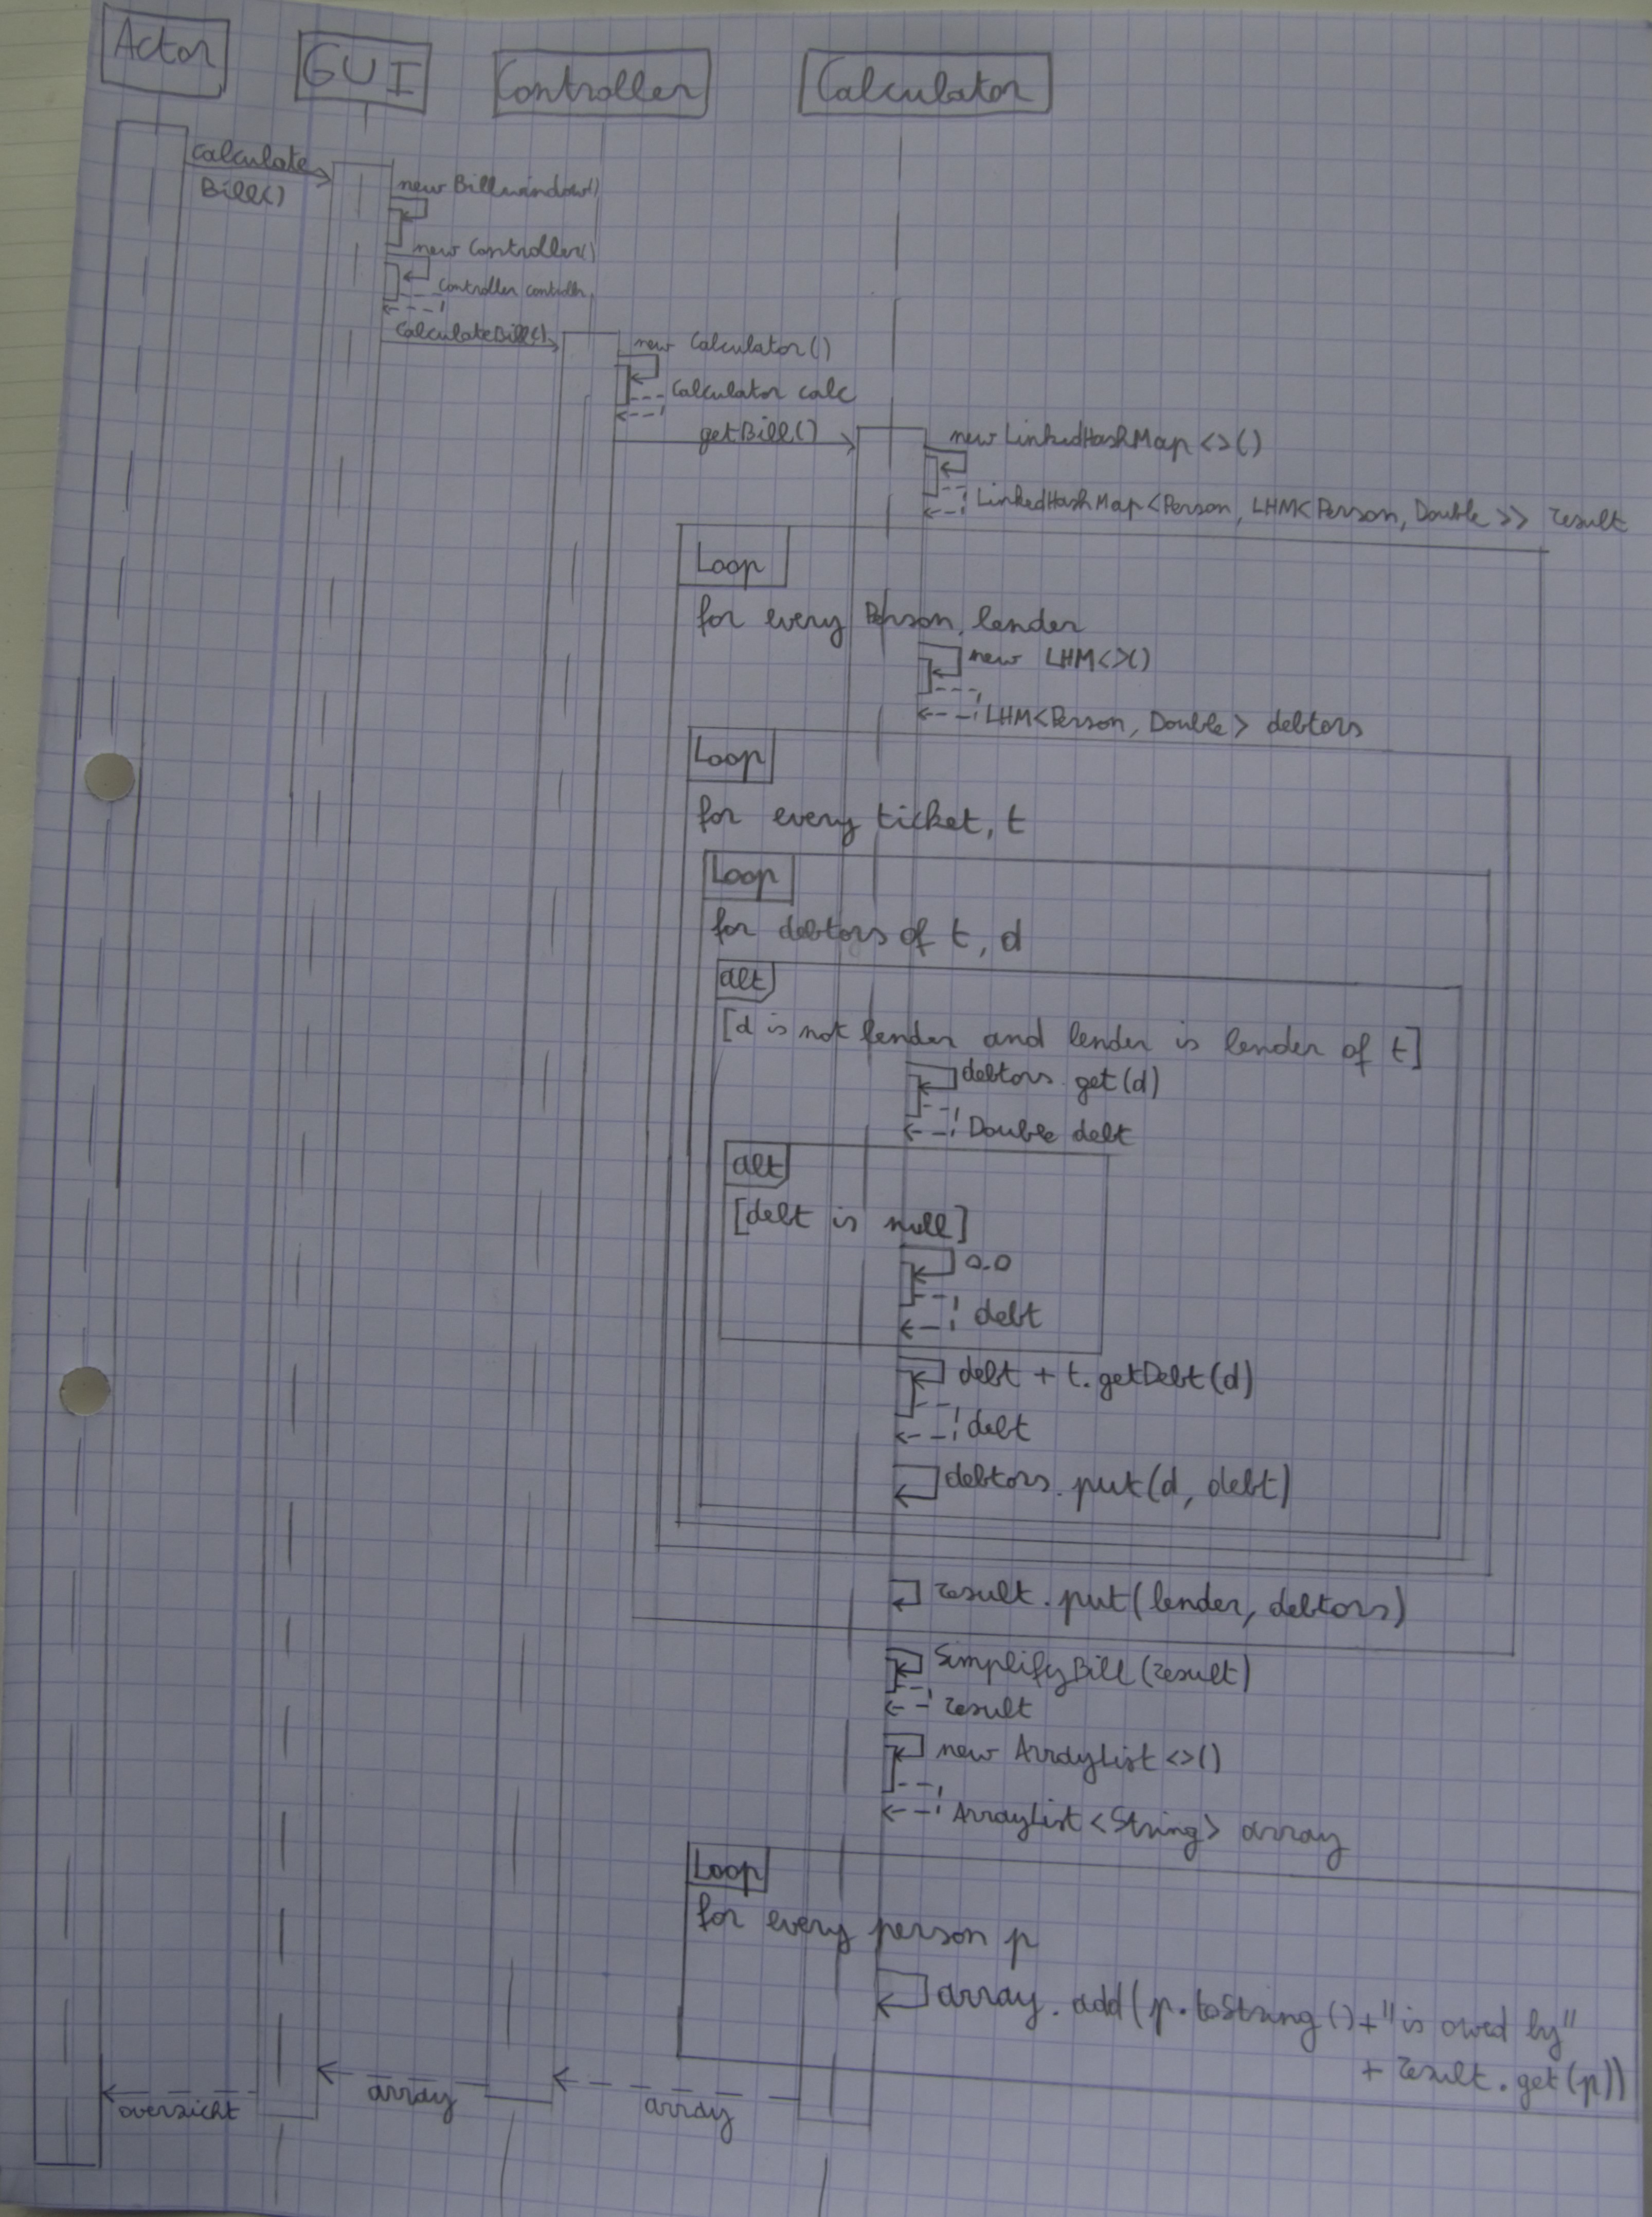 Actor
GUI
Controller
Calculator
Calculate
Bill()
new Billwindow()
new Controller()
Controller
CalculateBill()
new Calculator()
Calculator calc
getBill()
new LinkedHashMap<>()
LinkedHashMap<Person, LHM<Person, Double>> result
Loop
for every Person, lender
new LHM<>()
LHM<Person, Double> debtors
Loop
for every ticket, t
Loop
for debtors of t, d
alt
[d is not lender and lender is lender of t]
debtors.get(d)
Double debt
alt
[debt is null]
0.0
debt
debt + t.getDebt(d)
debt
debtors.put(d, debt)
result.put(lender, debtors)
SimplifyBill(result)
result
new ArrayList<>()
ArrayList<String> array
Loop
for every person p
array.add(p.toString()+"is owed by"
+ result.get(p))
array
array
overzicht